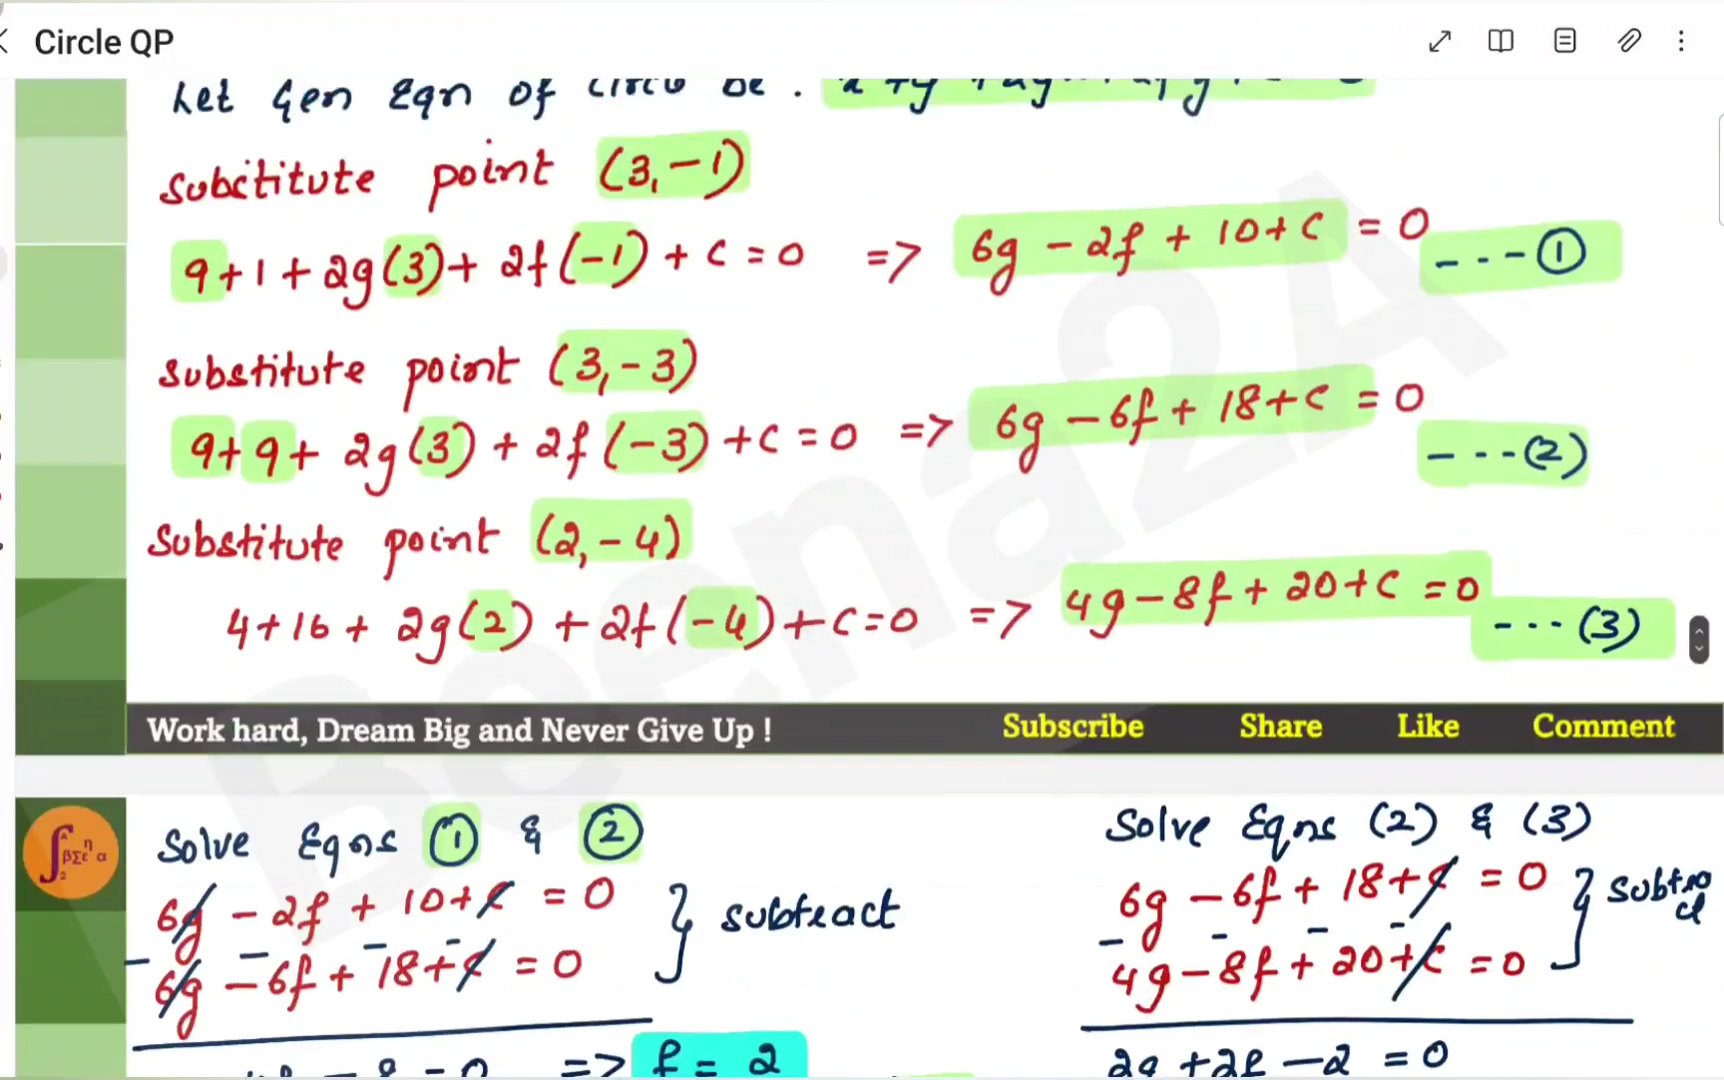 Circle QP
Let Gen Eqn of
substitute point (3,-1)
9+1+2g(3)+ 2f(-1)+c=0 => 6g-2f+10+c=0 ---①
substitute point (3,-3)
9+9+ 2g(3)+2f(-3)+c=0 => 6g-6f+18+c=0 ---(2)
substitute point (2,-4)
4+16+ 2g(2)+2f(-4)+c=0 => 4g-8f+20+c=0 ---(3)
Work hard, Dream Big and Never Give Up ! Subscribe Share Like Comment
Solve Eqns ① & ②
6g - 2f + 10+c = 0 } subtract
6g - 6f + 18+c = 0
=> f = 2
Solve Eqns (2) & (3)
6g - 6f + 18+c = 0 } subtract
4g-8f+20+c = 0
2g+2f-2 = 0
Beena2A